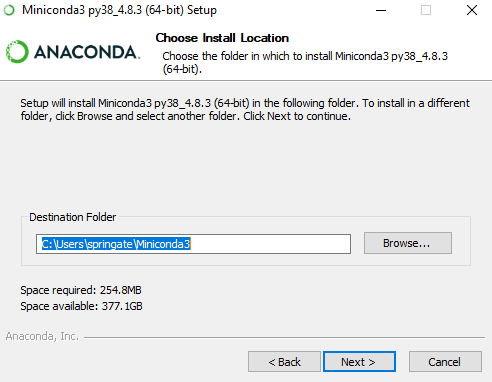 Miniconda3 py38_4.8.3 (64-bit) Setup
ANACONDA.
Choose Install Location
Choose the folder in which to install Miniconda3 py38_4.8.3
(64-bit).
Setup will install Miniconda3 py38_4.8.3 (64-bit) in the following folder. To install in a different
folder, click Browse and select another folder. Click Next to continue.
Destination Folder
C:\Users\springate\Miniconda3
Browse...
Space required: 254.8MB
Space available: 377.1GB
Anaconda, Inc.
< Back
Next >
Cancel